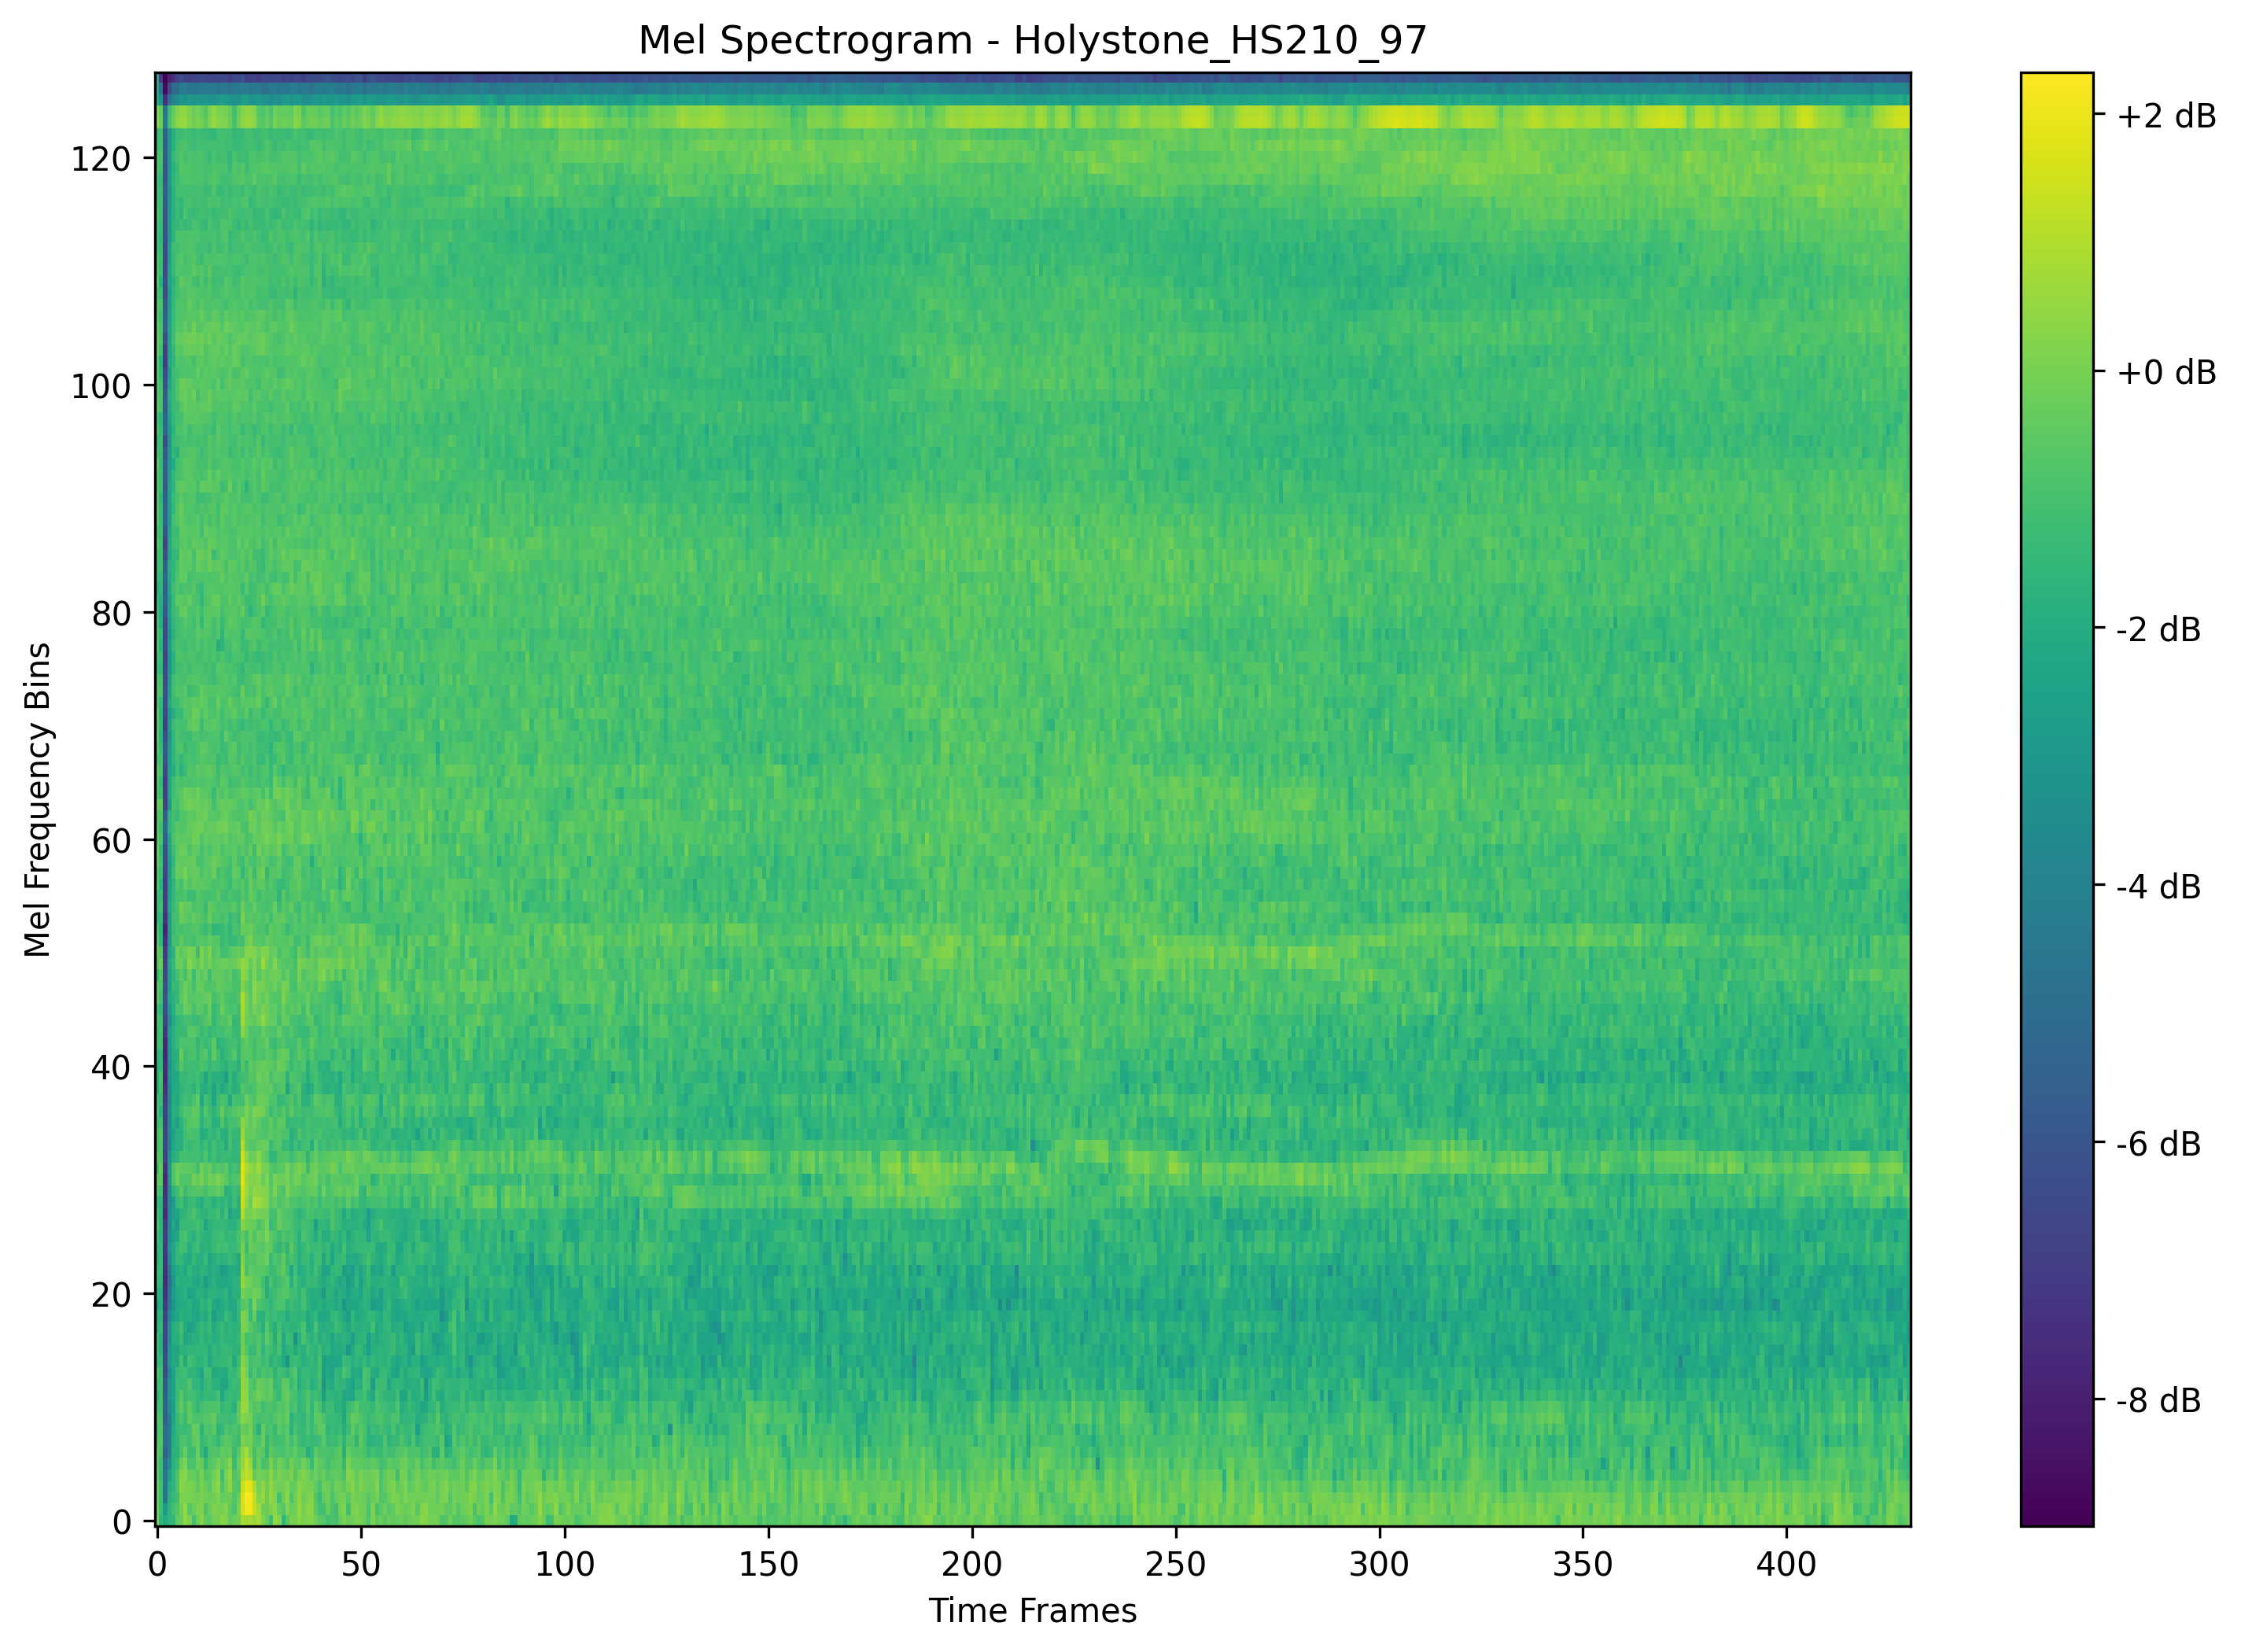 Mel Spectrogram - Holystone_HS210_97
Mel Frequency Bins
120
100
80
60
40
20
0
0 50 100 150 200 250 300 350 400
Time Frames
+2 dB
+0 dB
-2 dB
-4 dB
-6 dB
-8 dB